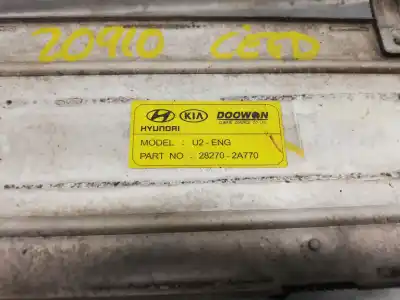 20910 CEED
HYUNDAI KIA DOOWON
MODEL : U2-ENG
PART NO : 28270-2A770